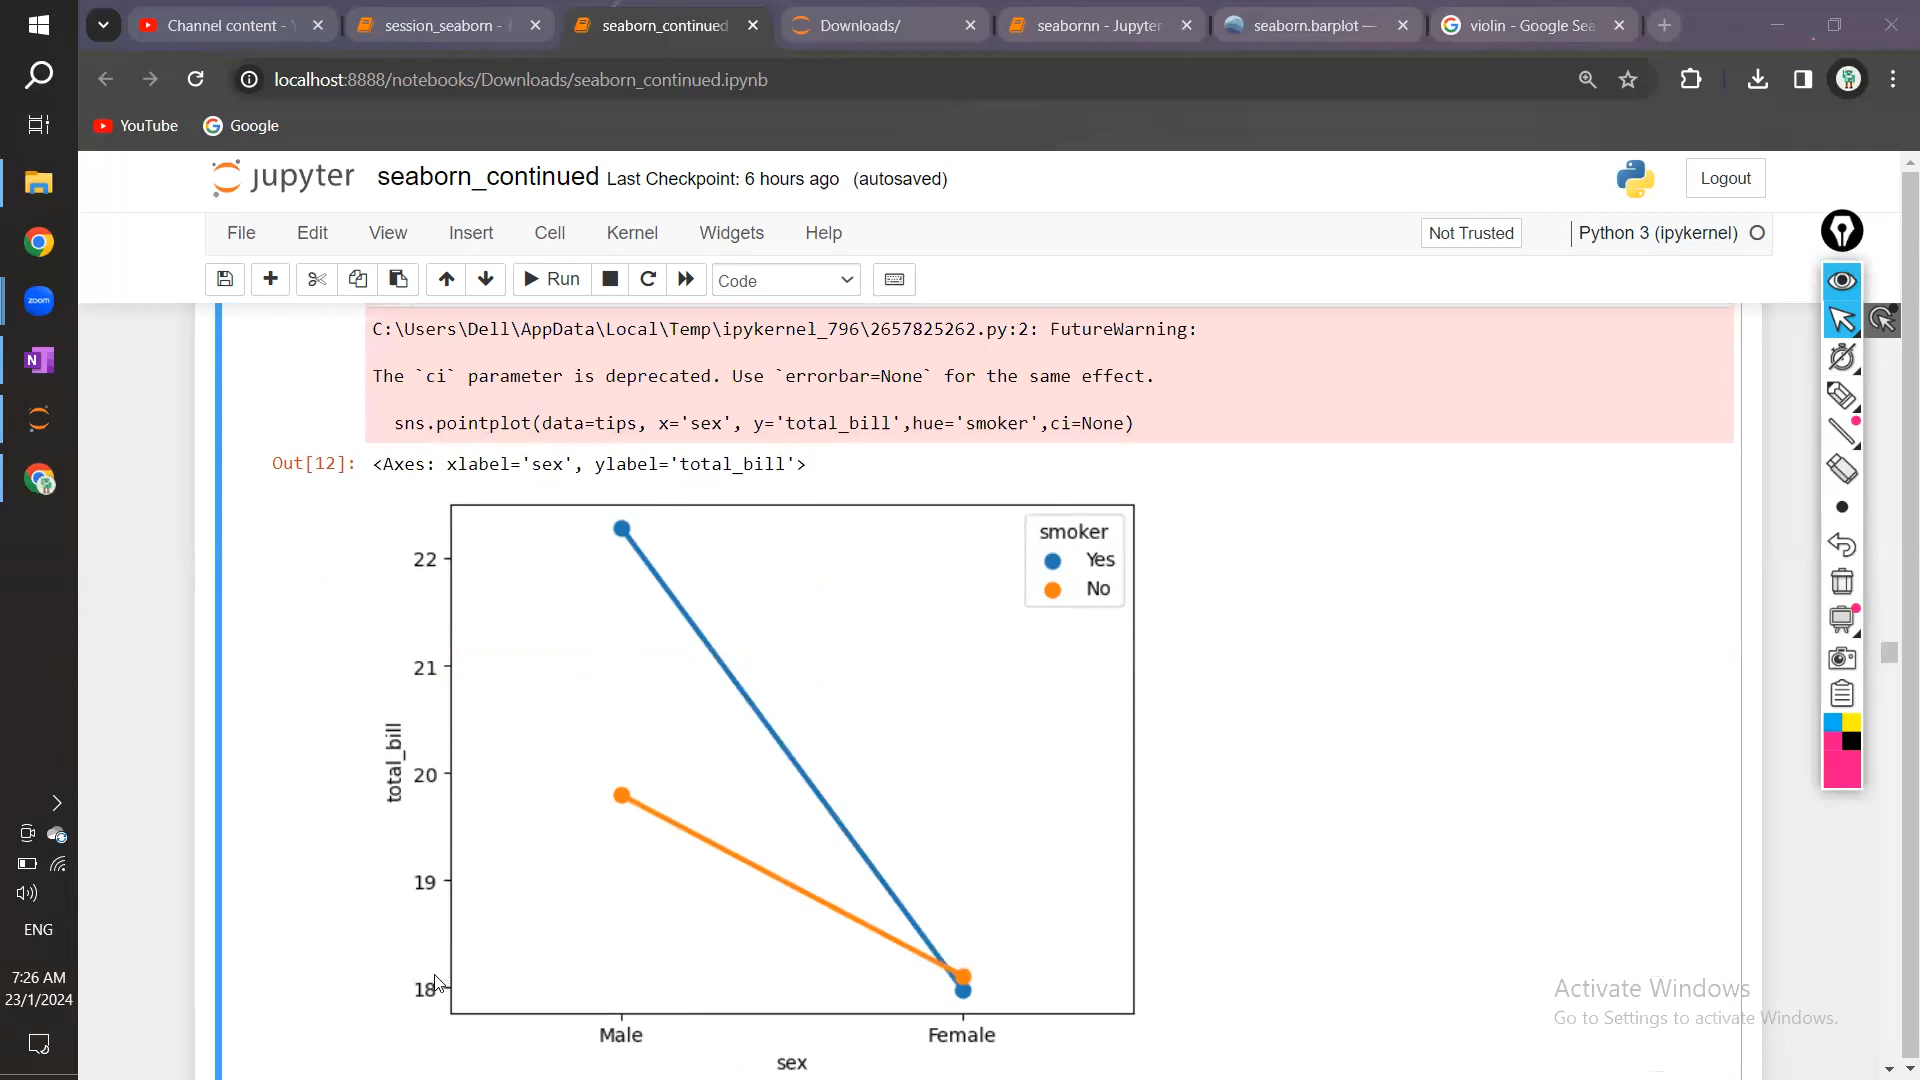 Channel content - Y
session_seaborn - J
seaborn_continued
Downloads/
seabornn - Jupyter
seaborn.barplot —
violin - Google Sea
localhost:8888/notebooks/Downloads/seaborn_continued.ipynb
YouTube
Google
jupyter
seaborn_continued Last Checkpoint: 6 hours ago (autosaved)
Logout
File
Edit
View
Insert
Cell
Kernel
Widgets
Help
Not Trusted
Python 3 (ipykernel)
Run
Code
zoom
N
C:\Users\Dell\AppData\Local\Temp\ipykernel_796\2657825262.py:2: FutureWarning:
The `ci` parameter is deprecated. Use `errorbar=None` for the same effect.
sns.pointplot(data=tips, x='sex', y='total_bill',hue='smoker',ci=None)
Out[12]: <Axes: xlabel='sex', ylabel='total_bill'>
smoker
Yes
No
22
21
20
19
18
total_bill
Male
Female
sex
ENG
7:26 AM
23/1/2024
Activate Windows
Go to Settings to activate Windows.